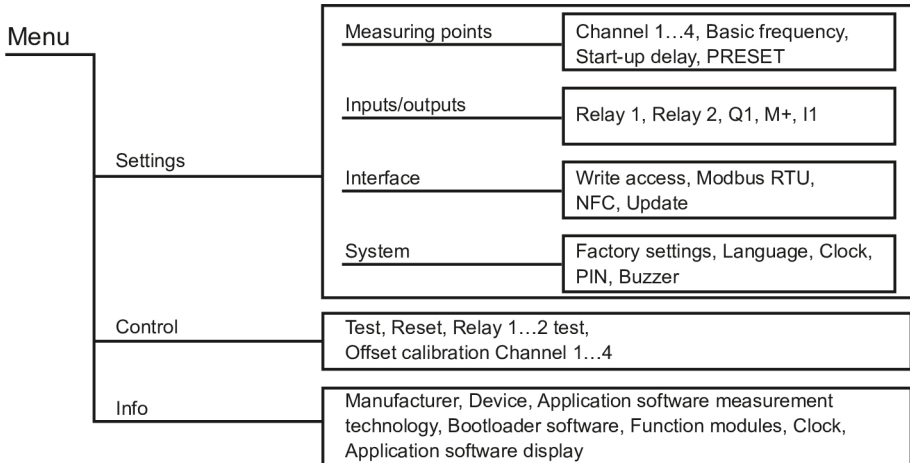 Menu
Settings
Measuring points
Channel 1…4, Basic frequency,
Start-up delay, PRESET
Inputs/outputs
Relay 1, Relay 2, Q1, M+, I1
Interface
Write access, Modbus RTU,
NFC, Update
System
Factory settings, Language, Clock,
PIN, Buzzer
Control
Test, Reset, Relay 1…2 test,
Offset calibration Channel 1…4
Info
Manufacturer, Device, Application software measurement
technology, Bootloader software, Function modules, Clock,
Application software display